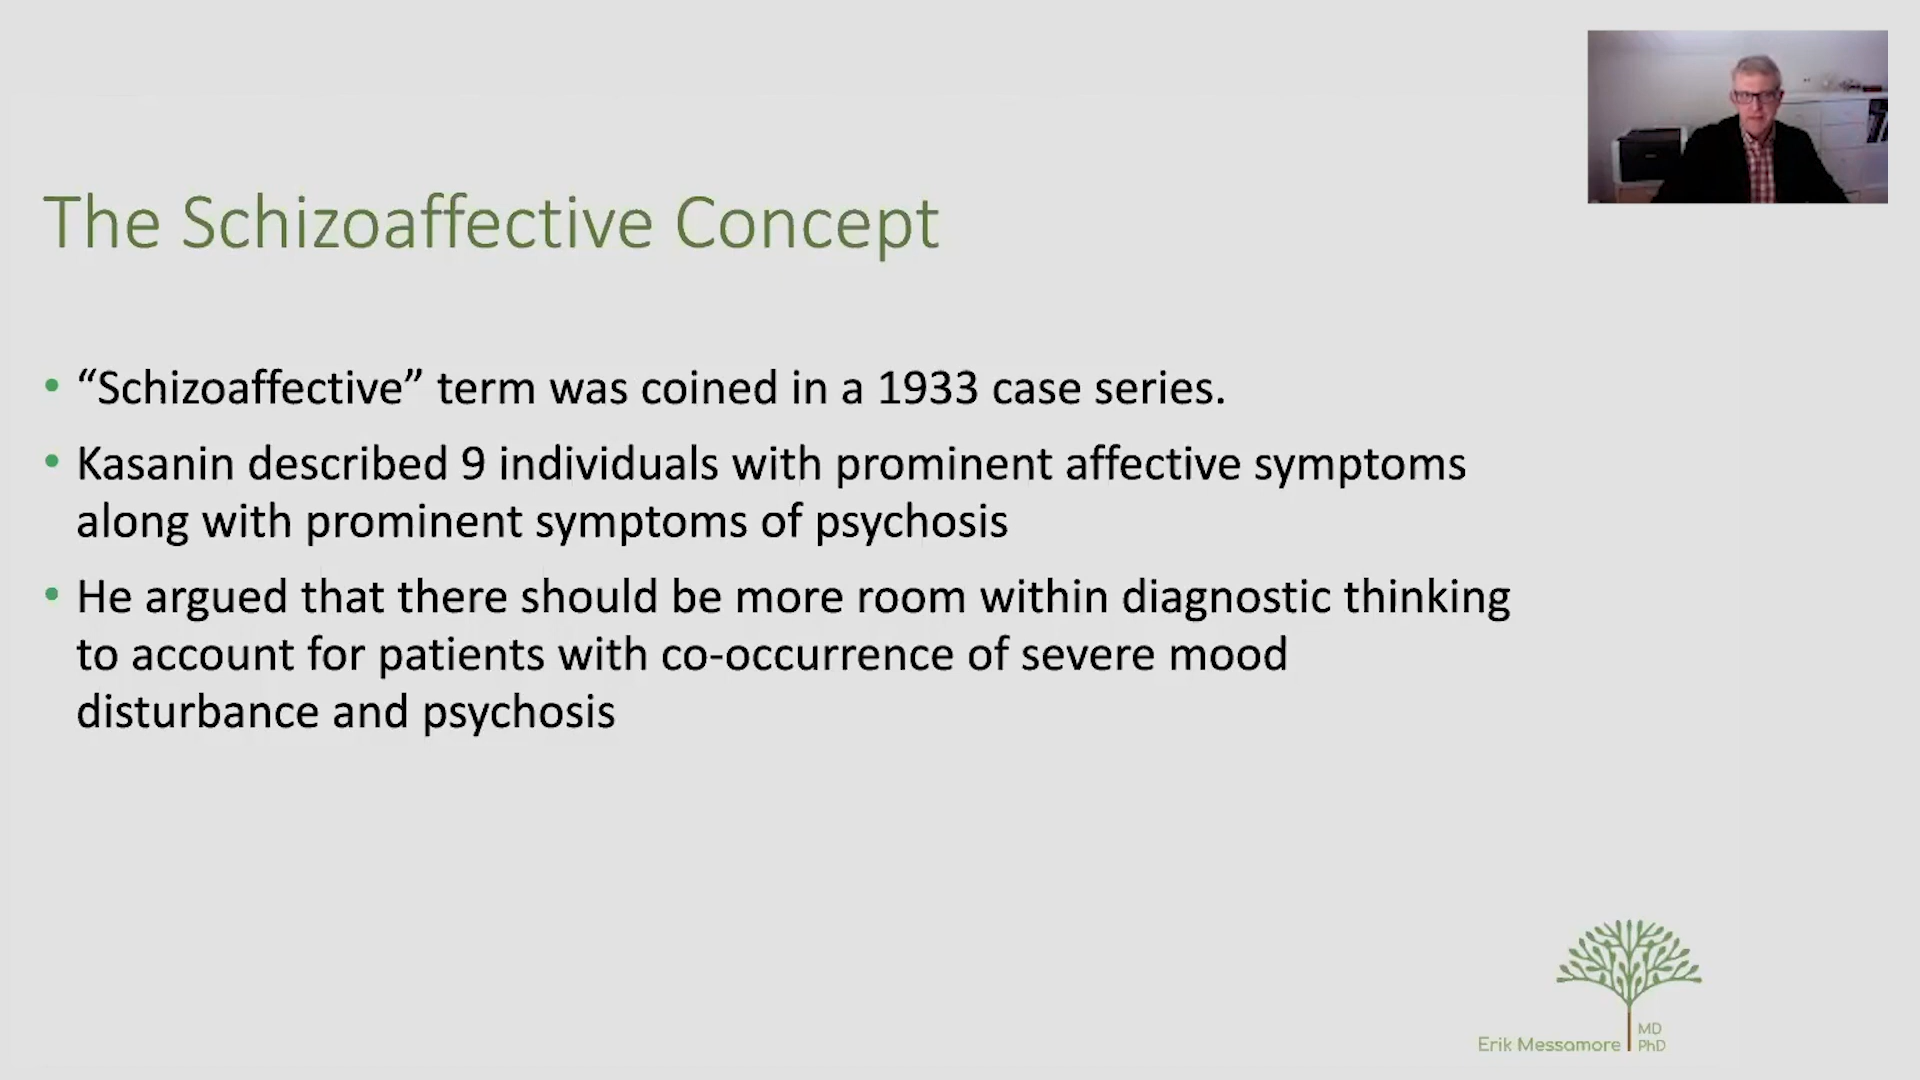 The Schizoaffective Concept
• “Schizoaffective” term was coined in a 1933 case series.
• Kasanin described 9 individuals with prominent affective symptoms
along with prominent symptoms of psychosis
• He argued that there should be more room within diagnostic thinking
to account for patients with co-occurrence of severe mood
disturbance and psychosis
Erik Messamore
MD
PhD